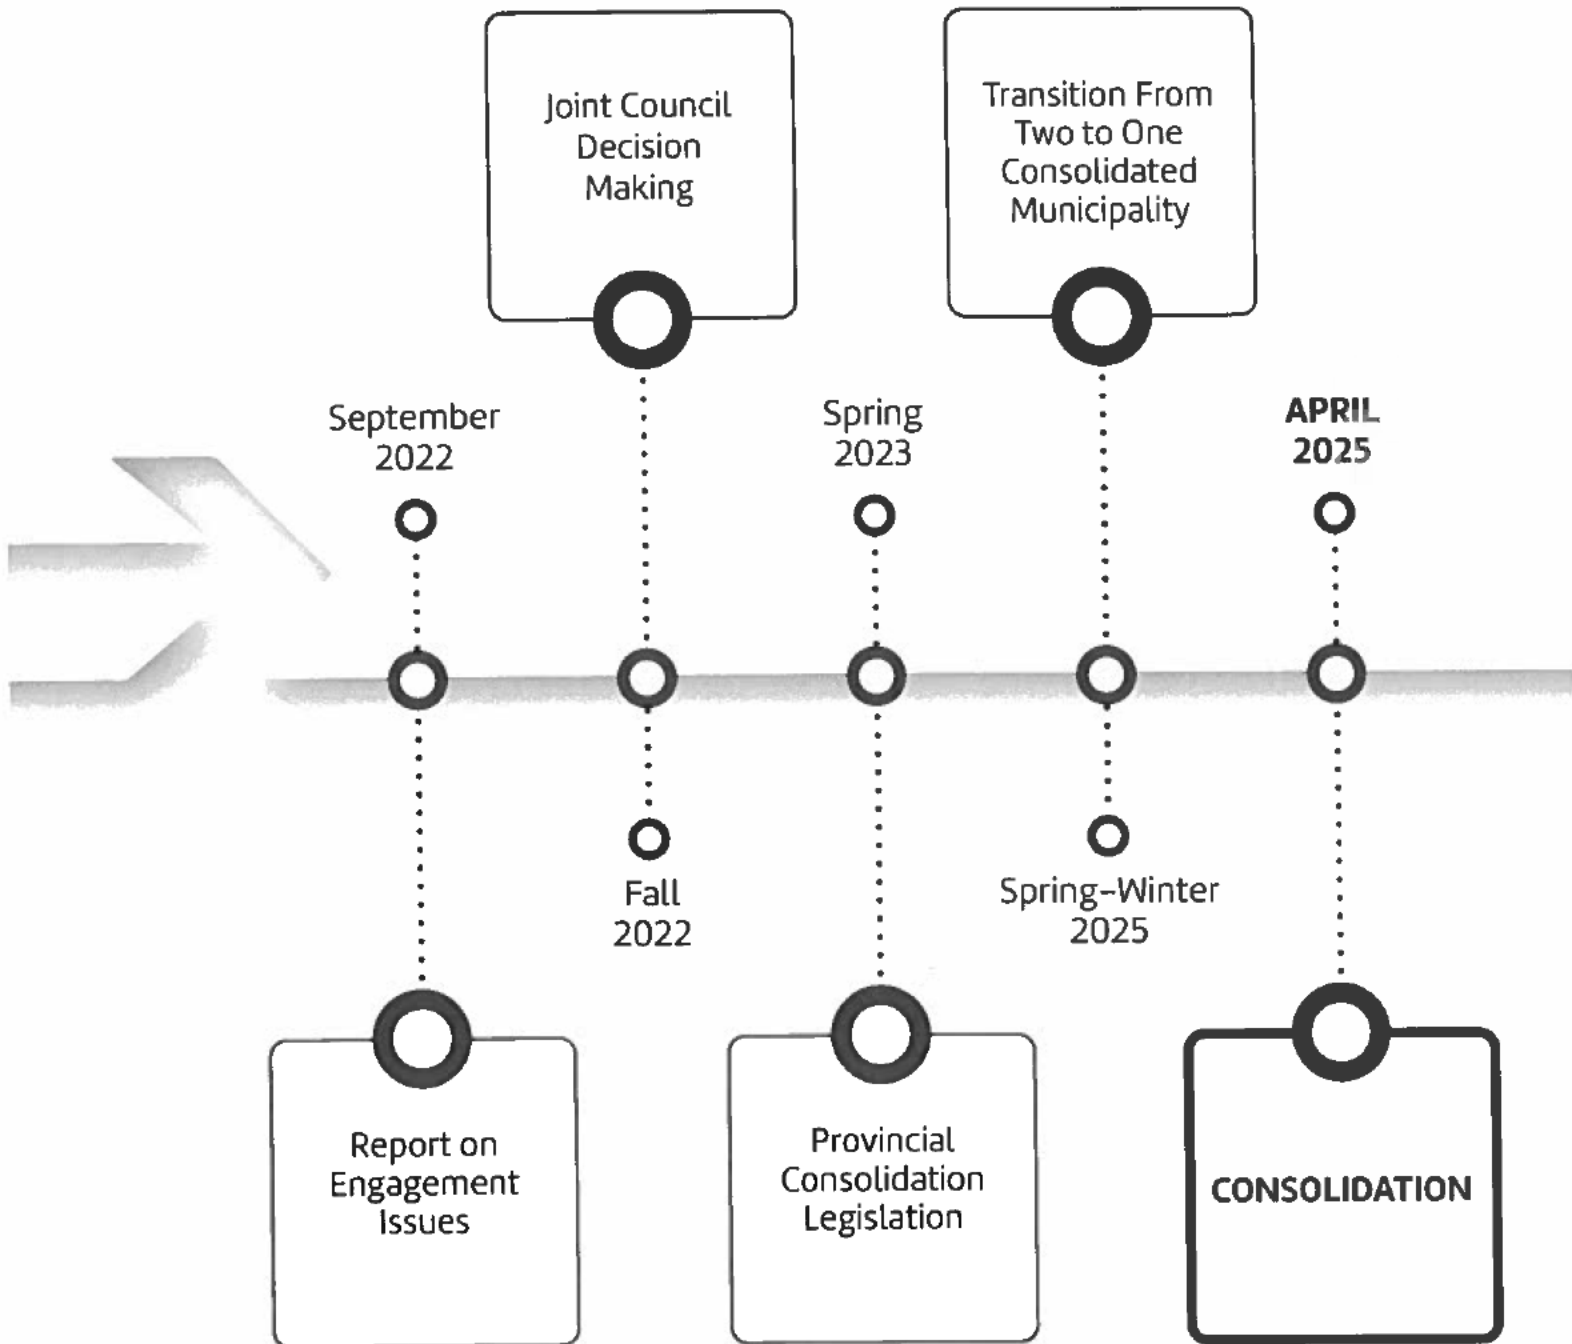 Joint Council
Decision
Making
Transition From
Two to One
Consolidated
Municipality
September
2022
Spring
2023
APRIL
2025
Fall
2022
Spring-Winter
2025
Report on
Engagement
Issues
Provincial
Consolidation
Legislation
CONSOLIDATION